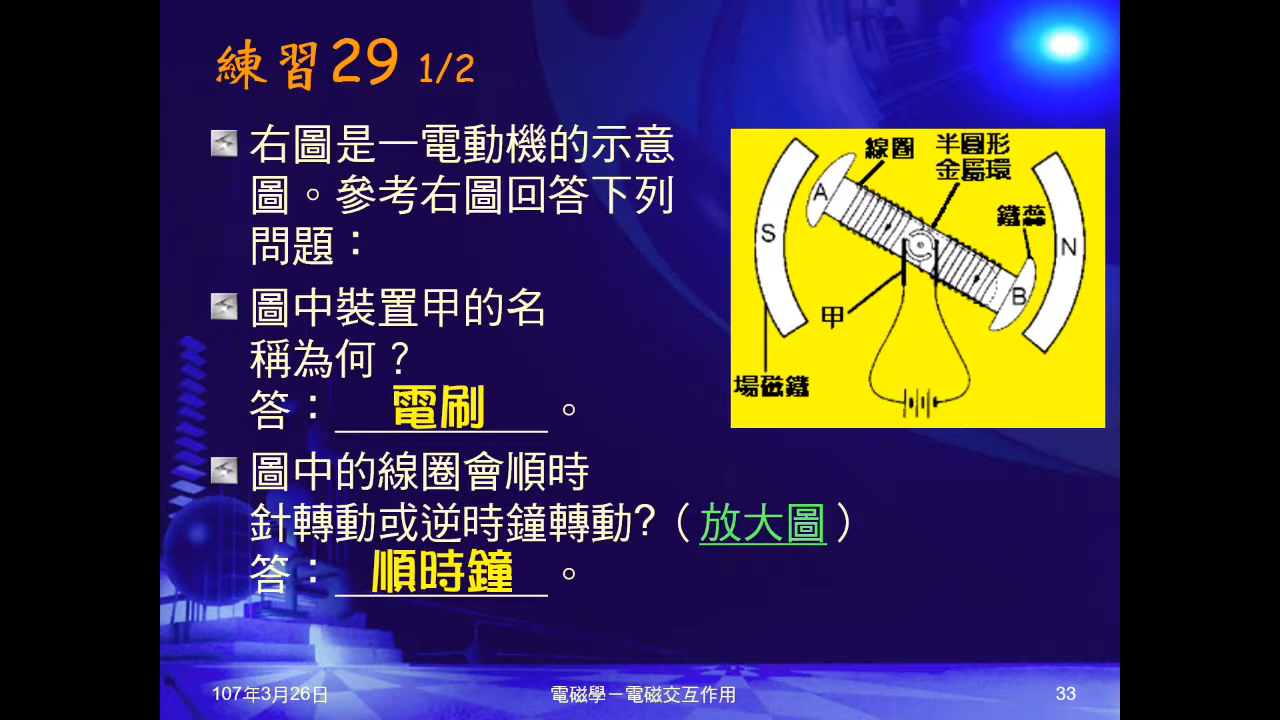 練習29 1/2
右圖是一電動機的示意
圖。參考右圖回答下列
問題：
圖中裝置甲的名
稱為何？
答：電刷。
圖中的線圈會順時
針轉動或逆時鐘轉動?（放大圖）
答：順時鐘。
線圈
半圓形
金屬環
鐵蕊
A
S
N
B
甲
場磁鐵
107年3月26日
電磁學－電磁交互作用
33